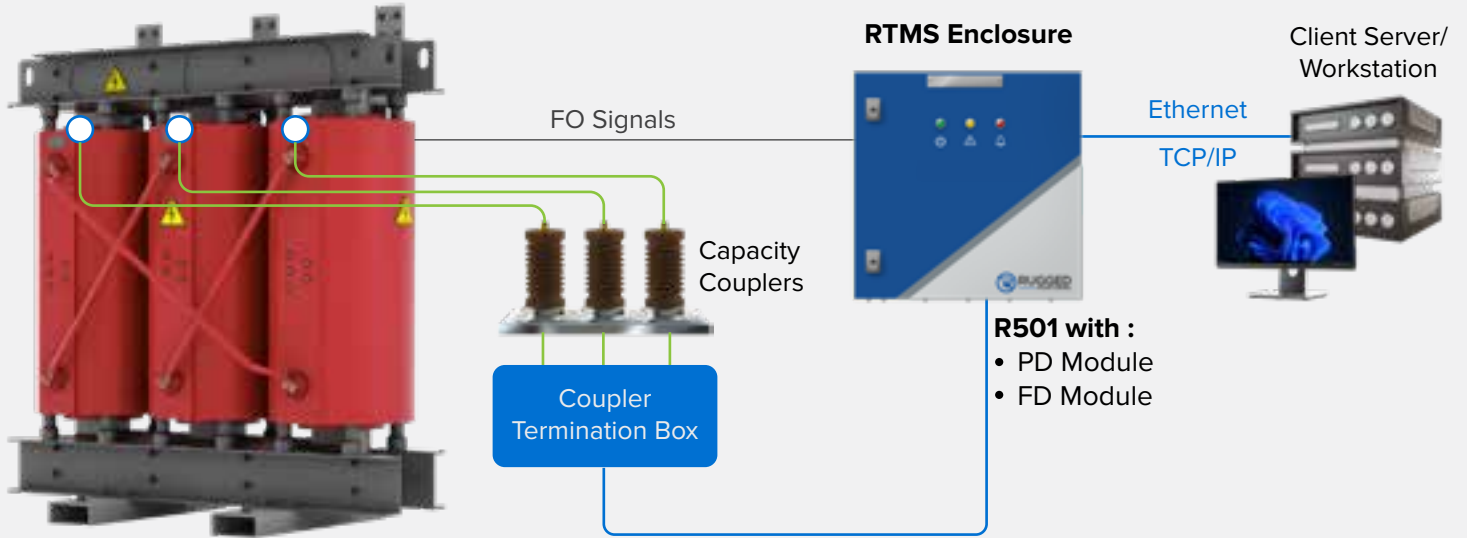 RTMS Enclosure
Client Server/
Workstation
FO Signals
Ethernet
TCP/IP
Capacity
Couplers
RUGGED
R501 with :
• PD Module
• FD Module
Coupler
Termination Box